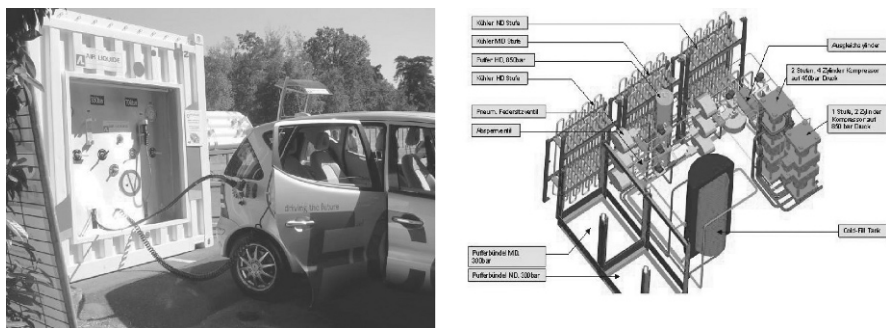 AIR LIQUIDE
driving the future
Kühler ND Stufe
Kühler MD Stufe
Puffer HD, 850bar
Kühler HD Stufe
Pneum. Federsitzventil
Absperrventil
Pufferbündel MD,
300bar
Pufferbündel ND, 300bar
Ausgleichzylinder
2 Stufen, 4 Zylinder Kompressor
auf 450bar Druck
1 Stufe, 2 Zylinder
Kompressor auf
850 bar Druck
Cold-Fill Tank